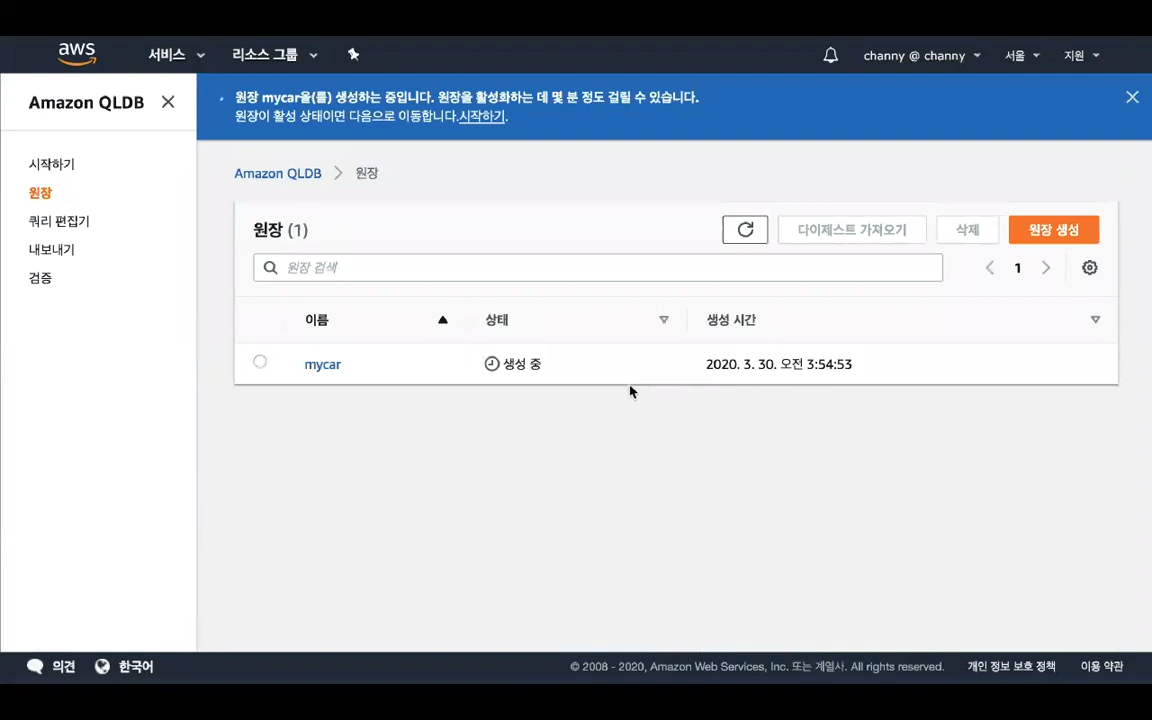 aws 서비스 리소스 그룹 channy @ channy 서울 지원
Amazon QLDB
원장 mycar을(를) 생성하는 중입니다. 원장을 활성화하는 데 몇 분 정도 걸릴 수 있습니다.
원장이 활성 상태이면 다음으로 이동합니다.시작하기.
시작하기
원장
쿼리 편집기
내보내기
검증
Amazon QLDB 원장
원장 (1) 다이제스트 가져오기 삭제 원장 생성
원장 검색 1
이름 상태 생성 시간
mycar 생성 중 2020. 3. 30. 오전 3:54:53
의견 한국어 © 2008 - 2020, Amazon Web Services, Inc. 또는 계열사. All rights reserved. 개인 정보 보호 정책 이용 약관